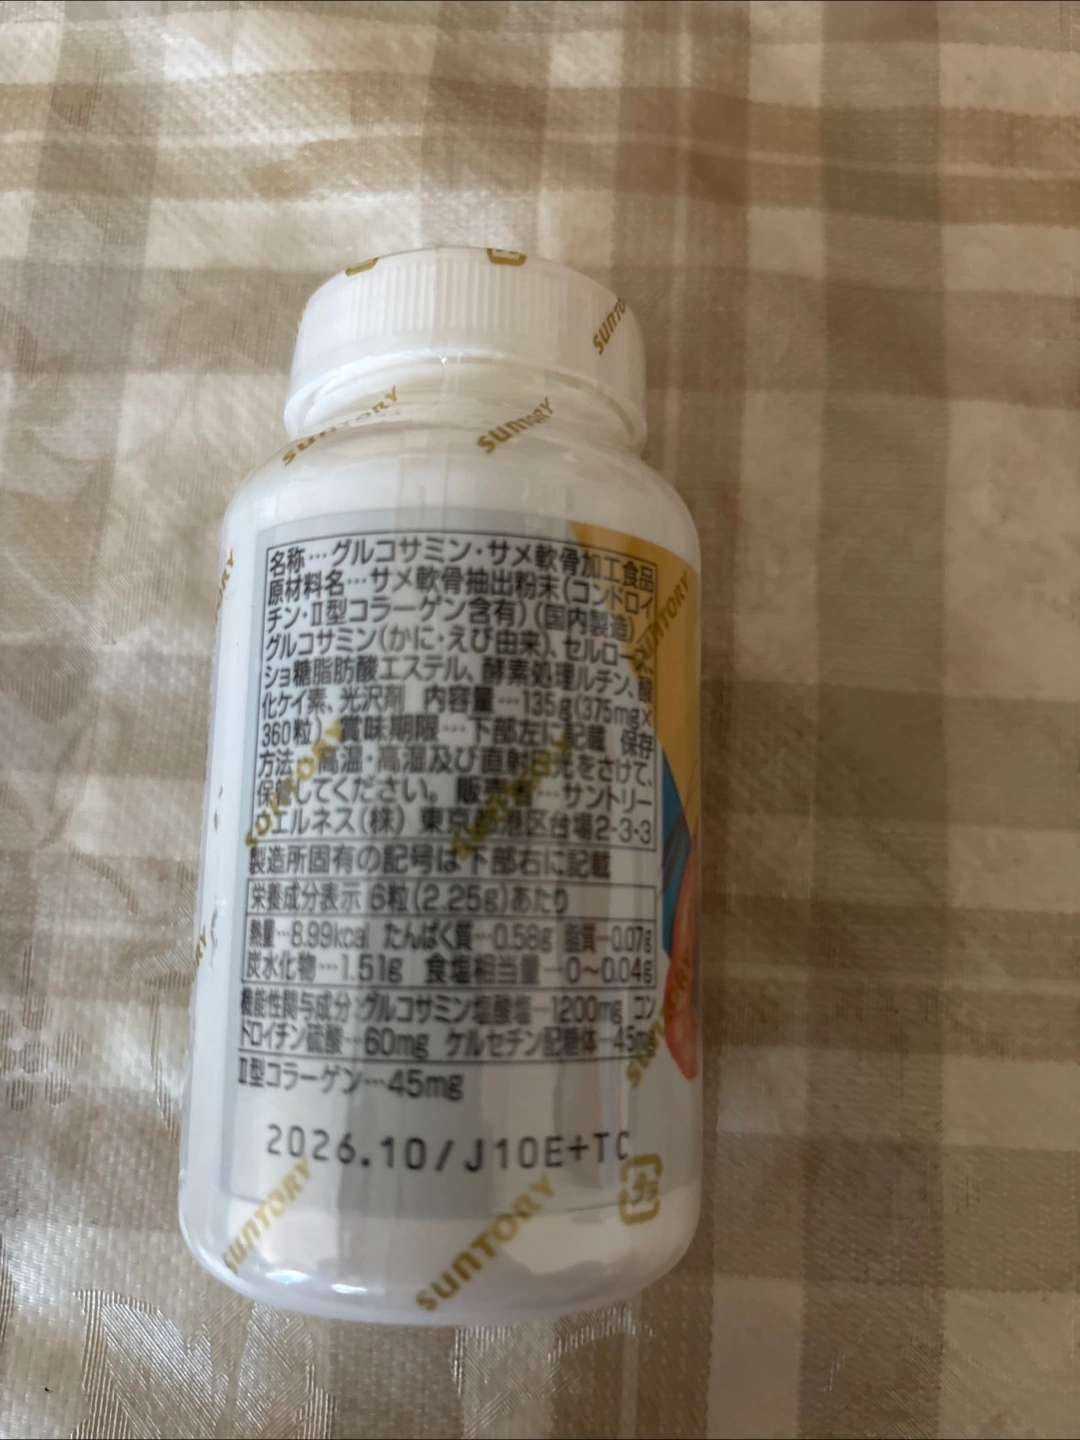 SUNTORY
SUNTORY
SUNTORY
名称…グルコサミン・サメ軟骨加工食品
原材料名…サメ軟骨抽出粉末(コンドロイ
チン・Ⅱ型コラーゲン含有)(国内製造)/
グルコサミン(かに・えび由来)、セルロース、
ショ糖脂肪酸エステル、酵素処理ルチン、酸
化ケイ素、光沢剤 内容量…135g(375mg×
360粒) 賞味期限…下部左に記載 保存
方法…高温・高湿及び直射日光をさけて、
保管してください。 販売者…サントリー
ウエルネス(株) 東京都港区台場2-3-3
製造所固有の記号は下部右に記載
栄養成分表示 6粒(2.25g)あたり
熱量…8.99kcal たんぱく質…0.58g 脂質…0.07g
炭水化物…1.51g 食塩相当量…0~0.04g
機能性関与成分 グルコサミン塩酸塩…1200mg コン
ドロイチン硫酸…60mg ケルセチン配糖体…45mg
Ⅱ型コラーゲン…45mg
2026.10/J10E+TC
SUNTORY
SUNTORY